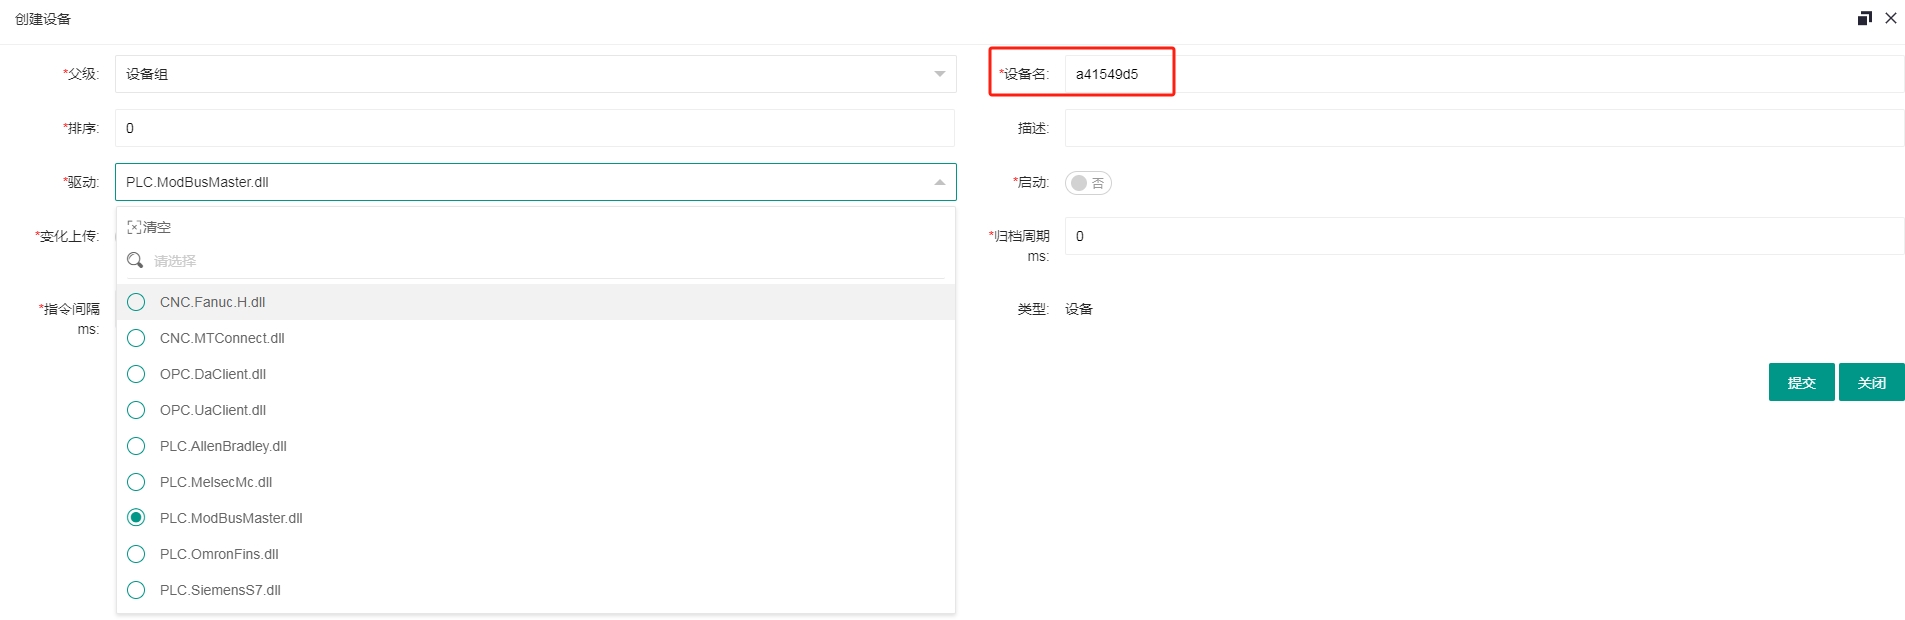 创建设备
*父级: 设备组
*设备名: a41549d5
*排序: 0
描述:
*驱动: PLC.ModBusMaster.dll
*启动: 否
清空
*变化上传:
*归档周期
ms: 0
请选择
CNC.Fanuc.H.dll
*指令间隔
ms:
类型: 设备
CNC.MTConnect.dll
OPC.DaClient.dll
提交 关闭
OPC.UaClient.dll
PLC.AllenBradley.dll
PLC.MelsecMc.dll
PLC.ModBusMaster.dll
PLC.OmronFins.dll
PLC.SiemensS7.dll